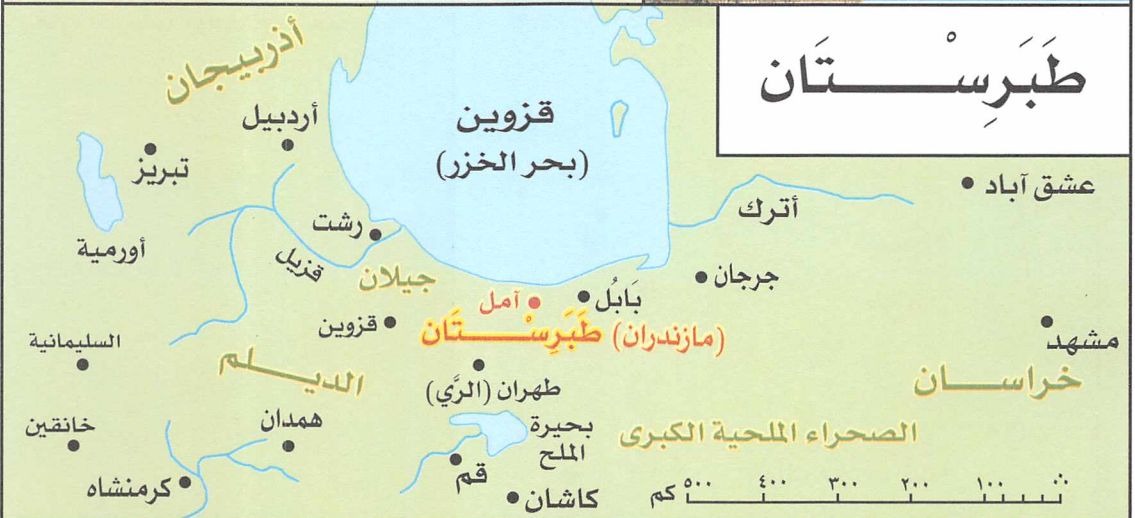 طَبَرِسْتَان
أذربيجان
أردبيل
تبريز
أورمية
قزوين
(بحر الخزر)
عشق آباد
أترك
رشت
قزيل
جيلان
جرجان
بَابُل
آمل
طَبَرِسْتَان (مازندران)
قزوين
السليمانية
الديلم
مشهد
خراسان
طهران (الرَّي)
خانقين
همدان
بحيرة
الملح
الصحراء الملحية الكبرى
قم
كرمنشاه
كاشان
٠ ١٠٠ ٢٠٠ ٣٠٠ ٤٠٠ ٥٠٠ كم